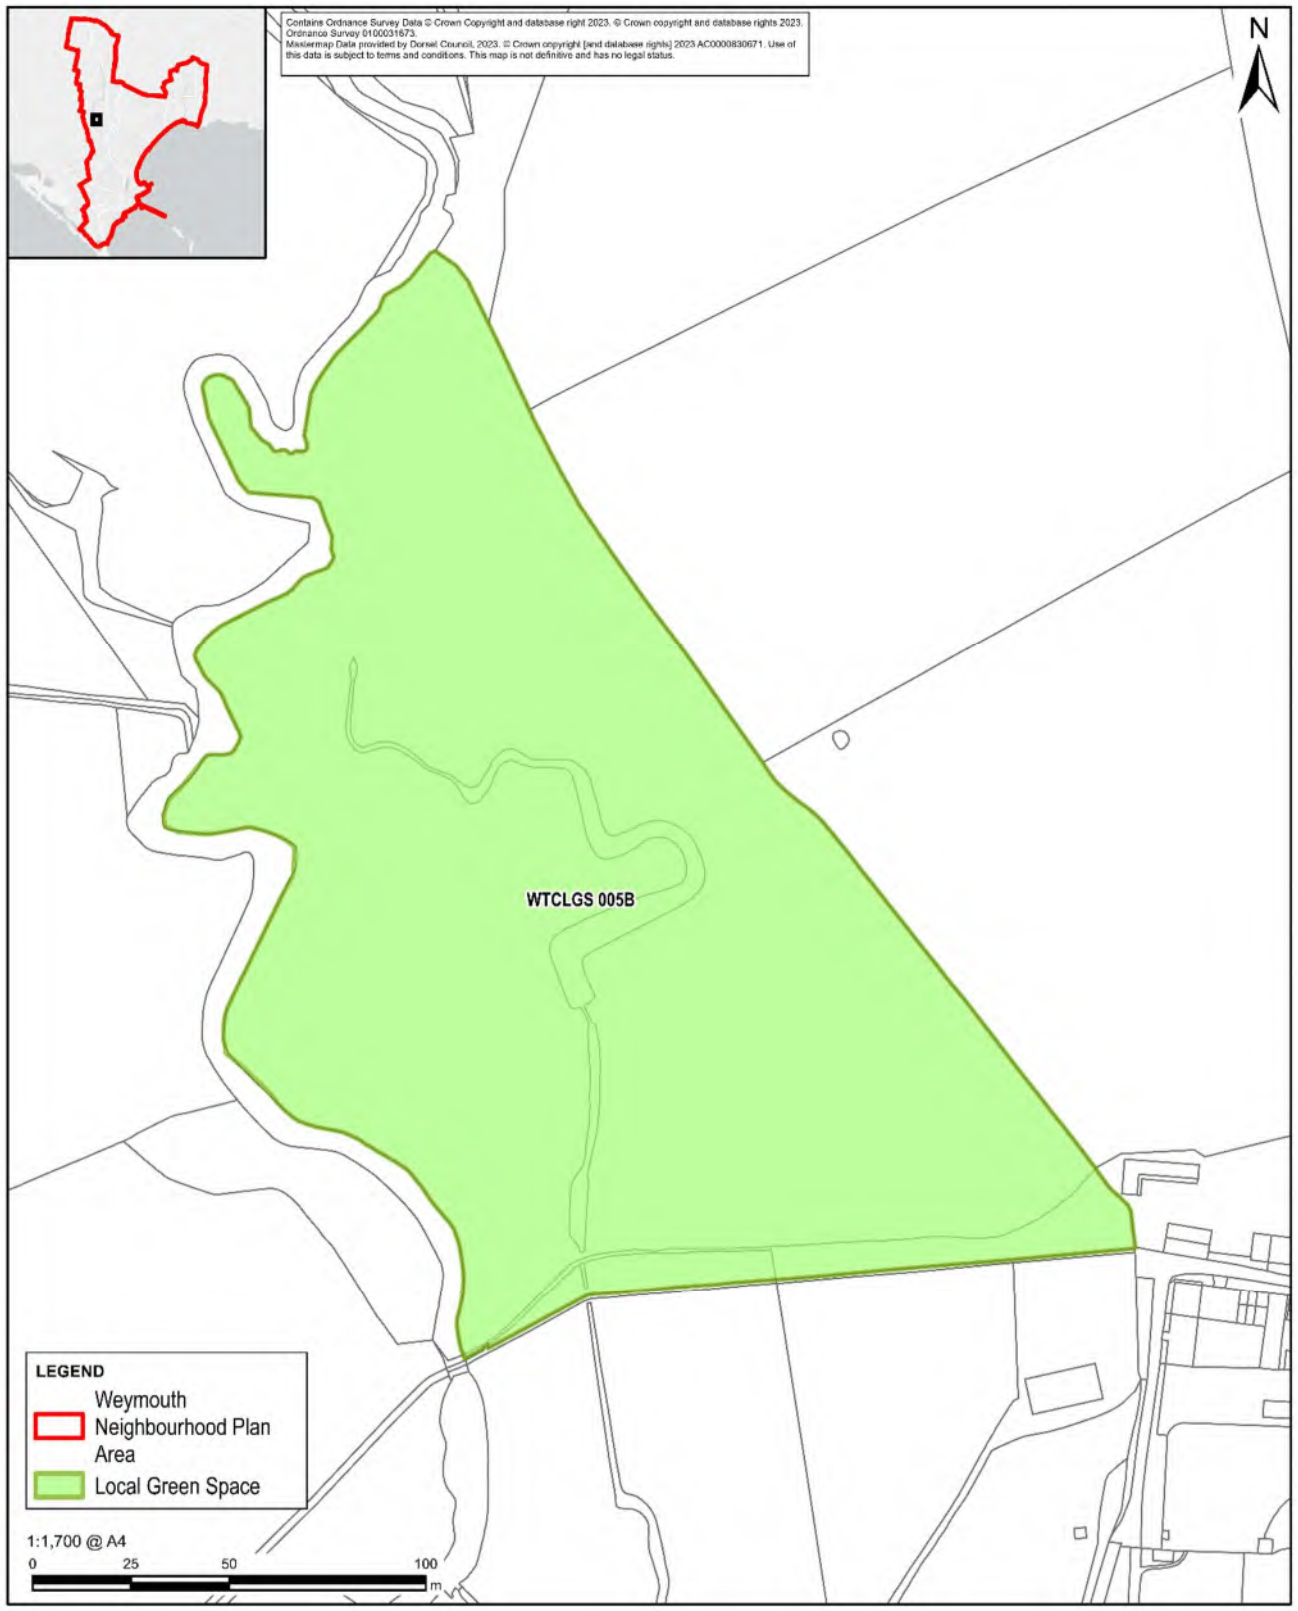 Contains Ordnance Survey Data © Crown Copyright and database right 2023. © Crown copyright and database rights 2023.
Ordnance Survey 0100031673.
Mastermap Data provided by Dorset Council, 2023. © Crown copyright [and database rights] 2023 AC0000830671. Use of
this data is subject to terms and conditions. This map is not definitive and has no legal status.
N
WTCLGS 005B
LEGEND
Weymouth
Neighbourhood Plan
Area
Local Green Space
1:1,700 @ A4
0 25 50 100
m